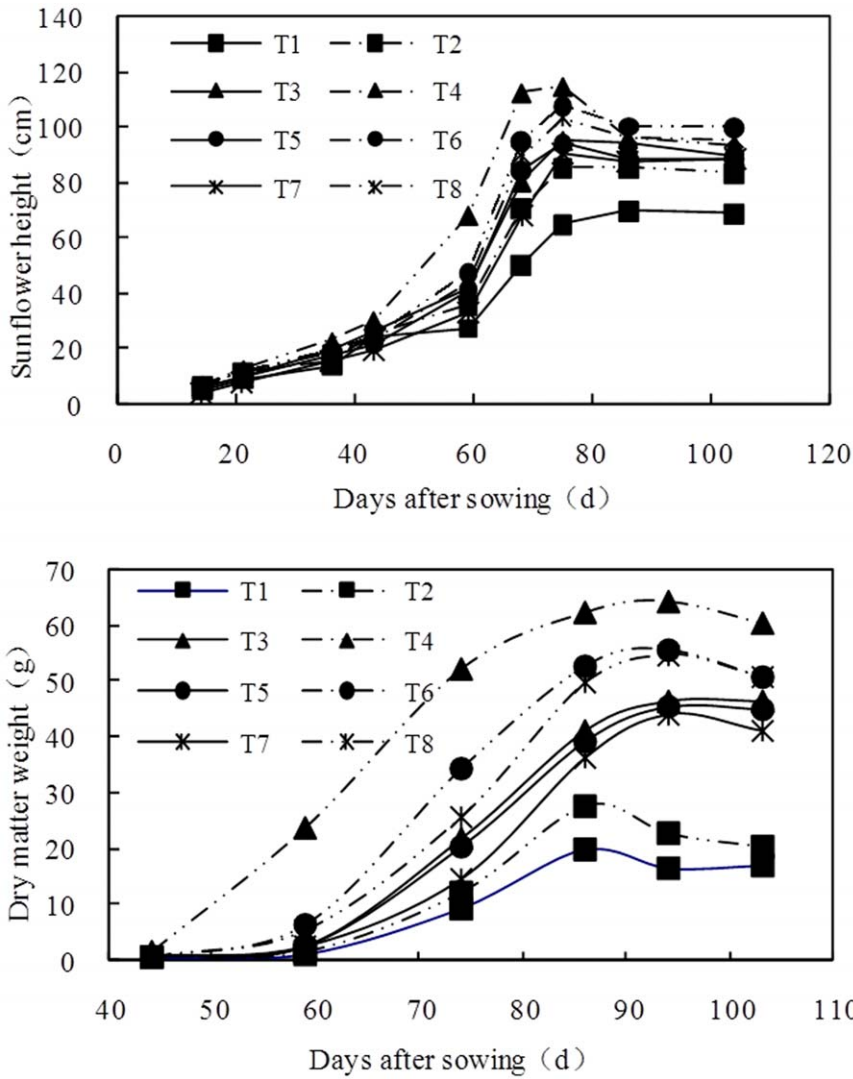 140
120
100
80
60
40
20
0
Sunflower height（cm）
T1 T2
T3 T4
T5 T6
T7 T8
0 20 40 60 80 100 120
Days after sowing（d）
70
60
50
40
30
20
10
0
Dry matter weight（g）
T1 T2
T3 T4
T5 T6
T7 T8
40 50 60 70 80 90 100 110
Days after sowing（d）